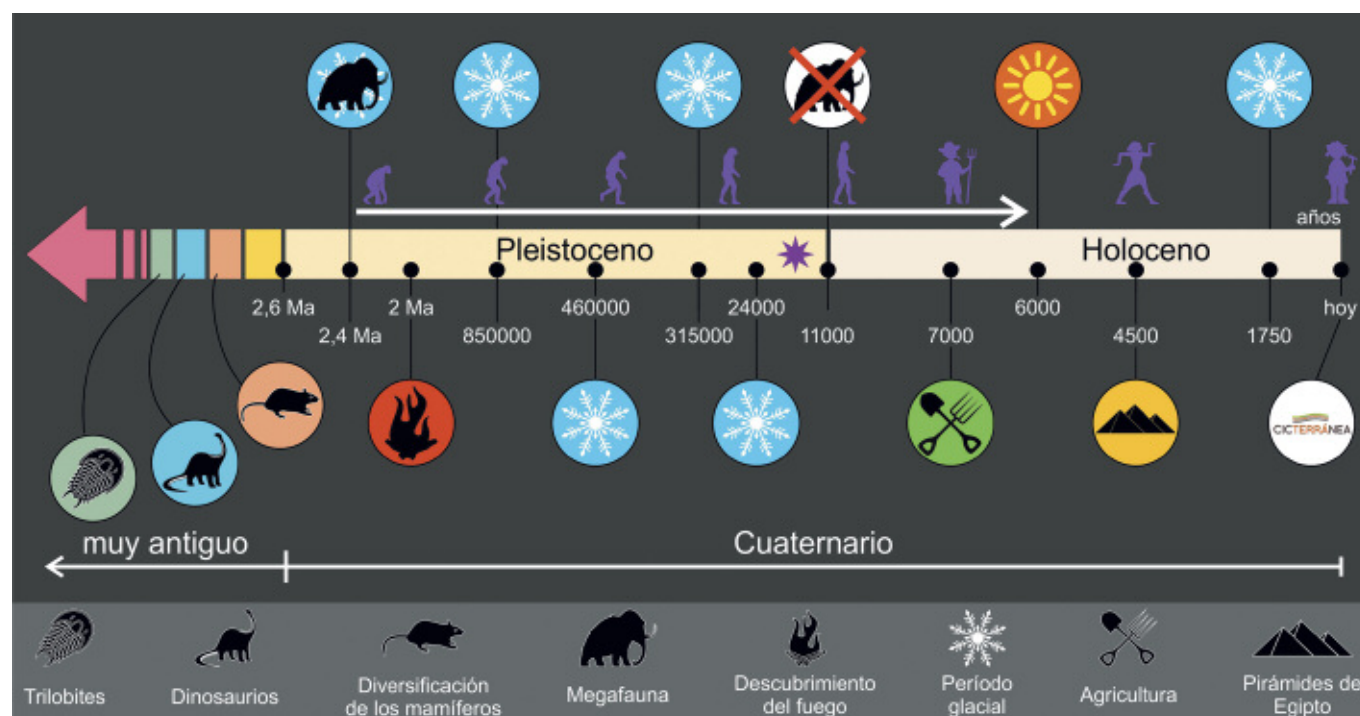 años
Pleistoceno
Holoceno
2,6 Ma
2 Ma
460000
24000
6000
hoy
2,4 Ma
850000
315000
11000
7000
4500
1750
CICTERRÁNEA
muy antiguo
Cuaternario
Trilobites
Dinosaurios
Diversificación
de los mamíferos
Megafauna
Descubrimiento
del fuego
Período
glacial
Agricultura
Pirámides de
Egipto